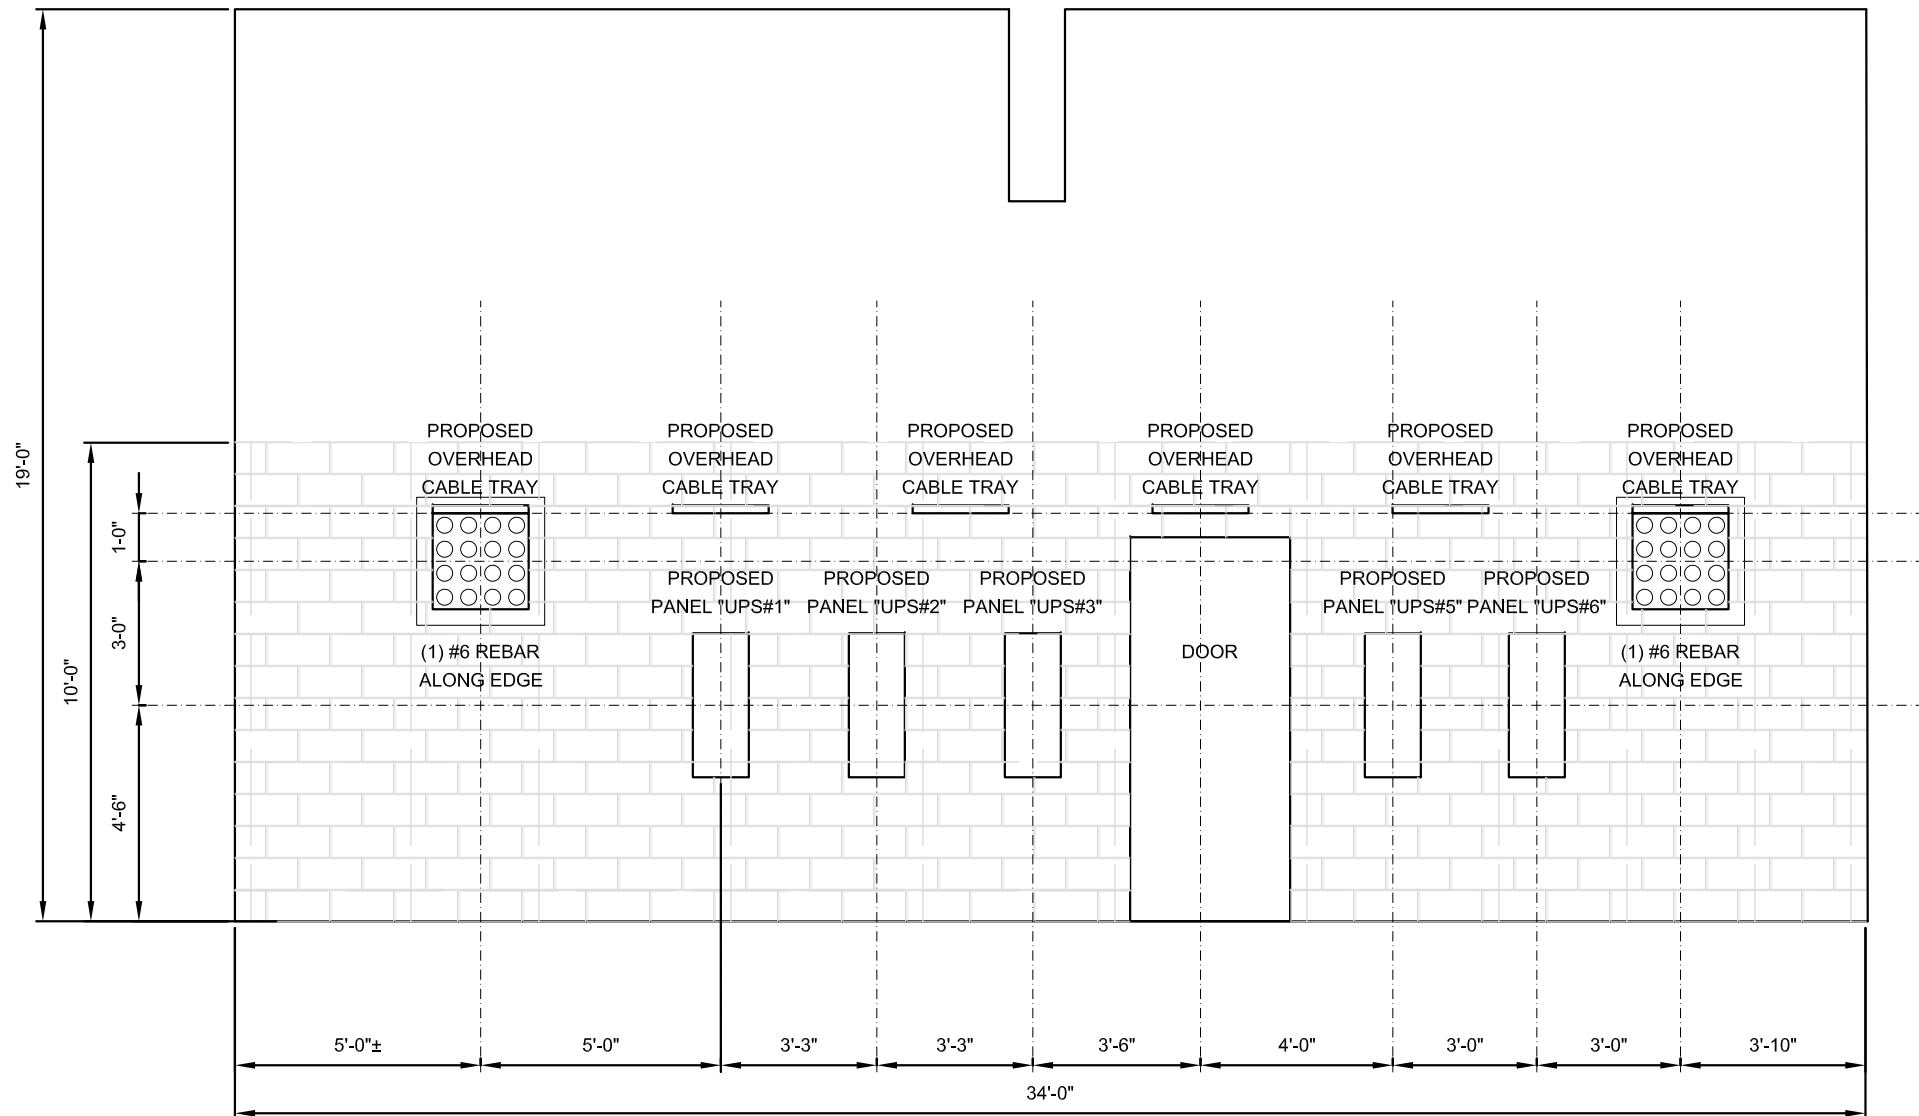 PROPOSED
OVERHEAD
CABLE TRAY
PROPOSED
OVERHEAD
CABLE TRAY
PROPOSED
OVERHEAD
CABLE TRAY
PROPOSED
OVERHEAD
CABLE TRAY
PROPOSED
OVERHEAD
CABLE TRAY
PROPOSED
OVERHEAD
CABLE TRAY
19'-0"
10'-0"
1-0"
3-0"
4'-6"
PROPOSED
PANEL "UPS#1"
PROPOSED
PANEL "UPS#2"
PROPOSED
PANEL "UPS#3"
PROPOSED
PANEL "UPS#5"
PROPOSED
PANEL "UPS#6"
(1) #6 REBAR
ALONG EDGE
DOOR
(1) #6 REBAR
ALONG EDGE
5'-0"±
5'-0"
3'-3"
3'-3"
3'-6"
4'-0"
3'-0"
3'-0"
3'-10"
34'-0"